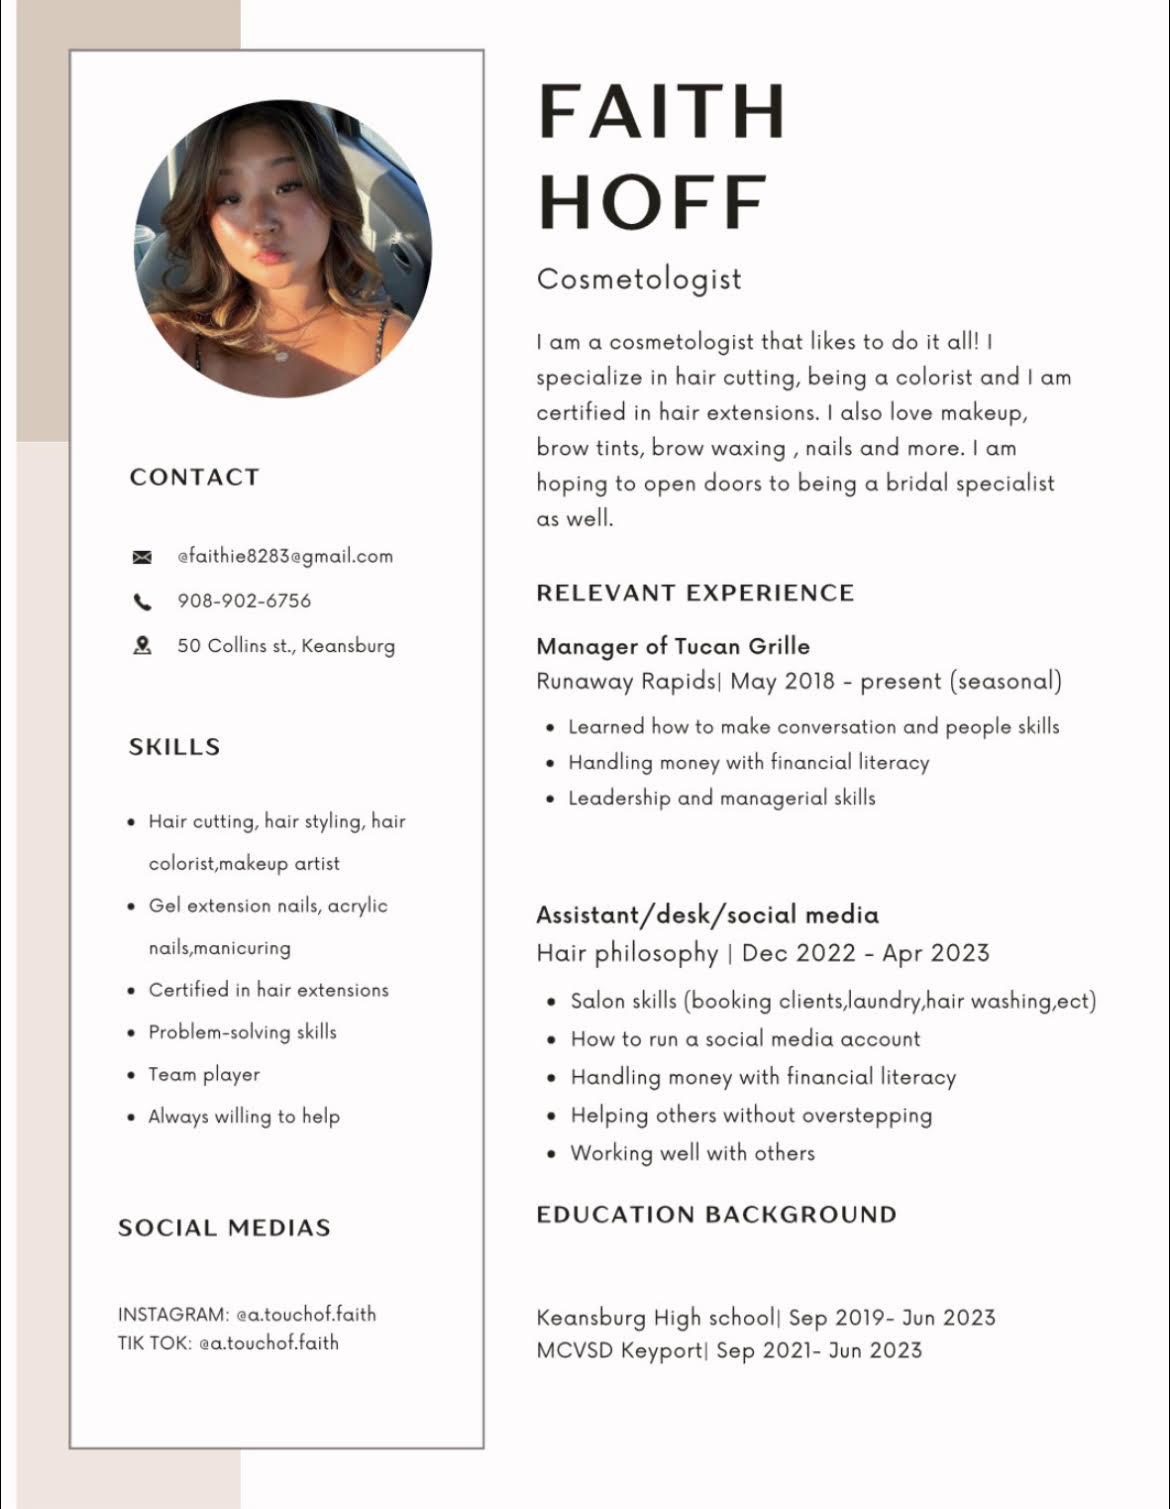 FAITH
HOFF
Cosmetologist
I am a cosmetologist that likes to do it all! I
specialize in hair cutting, being a colorist and I am
certified in hair extensions. I also love makeup,
brow tints, brow waxing , nails and more. I am
hoping to open doors to being a bridal specialist
as well.
CONTACT
@faithie8283@gmail.com
908-902-6756
50 Collins st., Keansburg
SKILLS
• Hair cutting, hair styling, hair
colorist,makeup artist
• Gel extension nails, acrylic
nails,manicuring
• Certified in hair extensions
• Problem-solving skills
• Team player
• Always willing to help
SOCIAL MEDIAS
INSTAGRAM: @a.touchof.faith
TIK TOK: @a.touchof.faith
RELEVANT EXPERIENCE
Manager of Tucan Grille
Runaway Rapids| May 2018 - present (seasonal)
• Learned how to make conversation and people skills
• Handling money with financial literacy
• Leadership and managerial skills
Assistant/desk/social media
Hair philosophy | Dec 2022 - Apr 2023
• Salon skills (booking clients,laundry,hair washing,ect)
• How to run a social media account
• Handling money with financial literacy
• Helping others without overstepping
• Working well with others
EDUCATION BACKGROUND
Keansburg High school| Sep 2019- Jun 2023
MCVSD Keyport| Sep 2021- Jun 2023